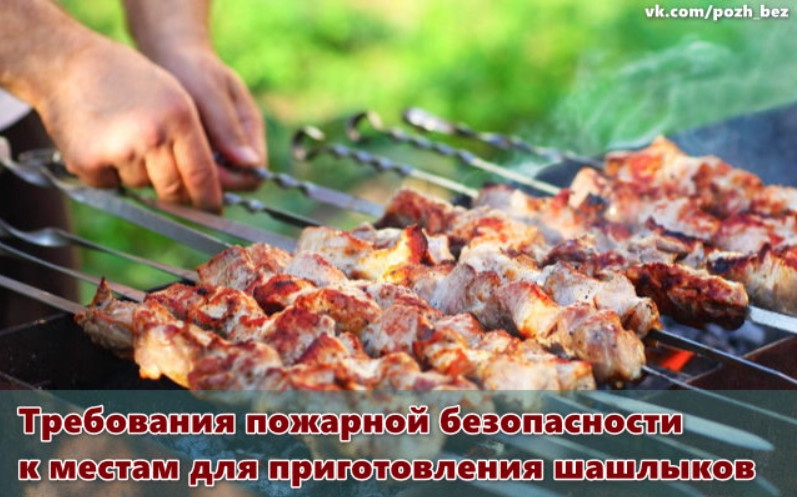 vk.com/pozh_bez
Требования пожарной безопасности
к местам для приготовления шашлыков